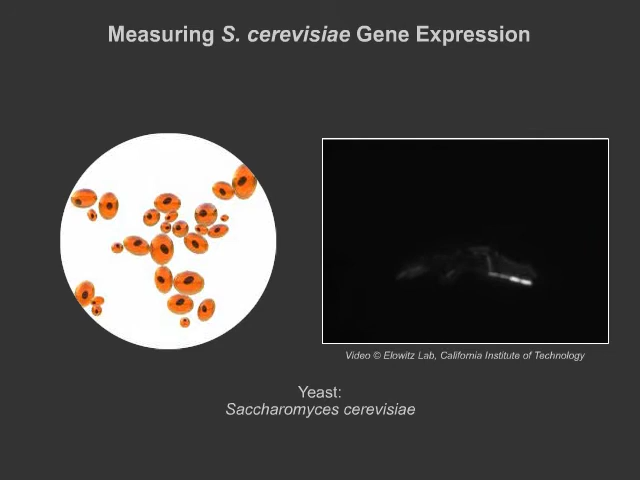 Measuring S. cerevisiae Gene Expression
Video © Elowitz Lab, California Institute of Technology
Yeast:
Saccharomyces cerevisiae